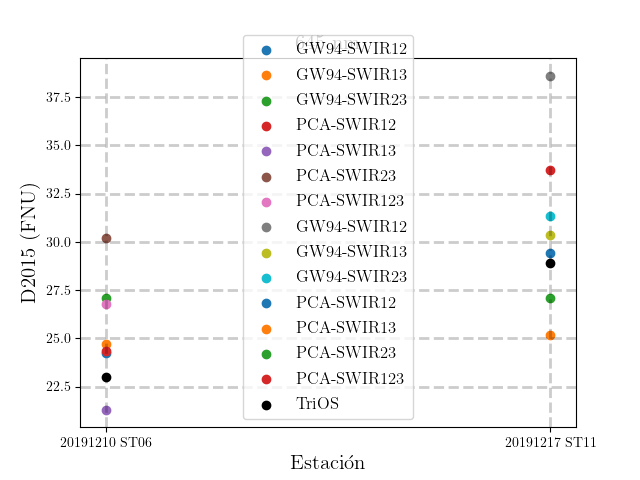 645 nm
GW94-SWIR12
GW94-SWIR13
GW94-SWIR23
PCA-SWIR12
PCA-SWIR13
PCA-SWIR23
PCA-SWIR123
GW94-SWIR12
GW94-SWIR13
GW94-SWIR23
PCA-SWIR12
PCA-SWIR13
PCA-SWIR23
PCA-SWIR123
TriOS
37.5
35.0
32.5
30.0
27.5
25.0
22.5
D2015 (FNU)
20191210 ST06
20191217 ST11
Estación